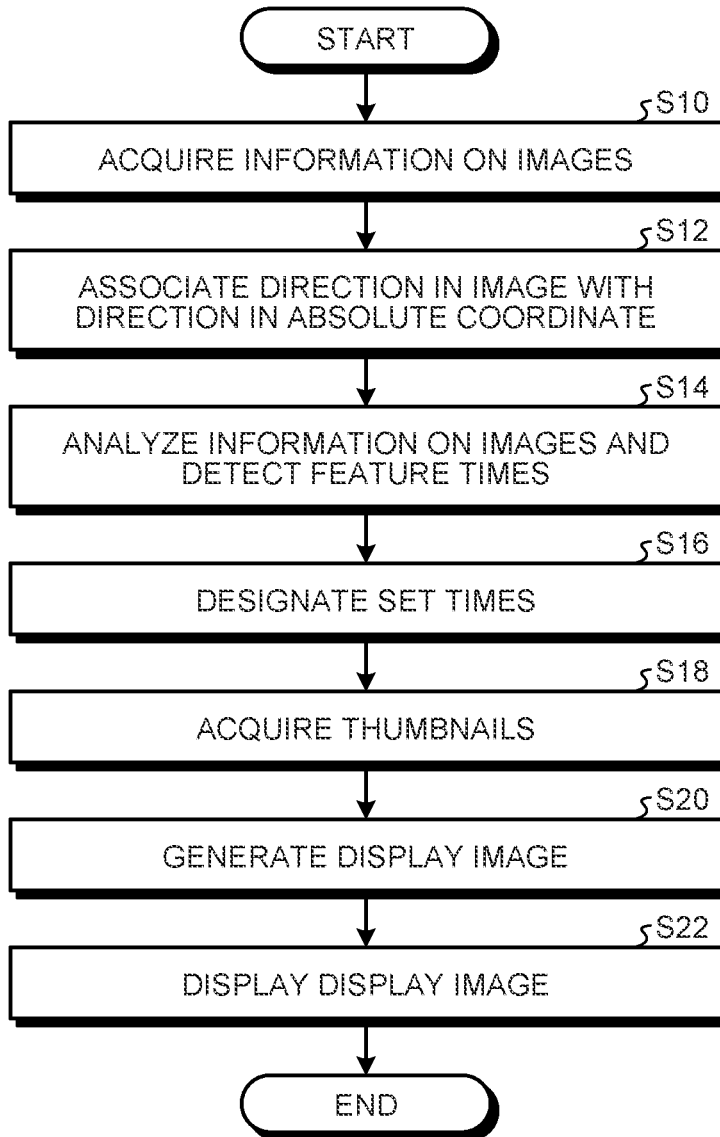 START
S10
ACQUIRE INFORMATION ON IMAGES
S12
ASSOCIATE DIRECTION IN IMAGE WITH
DIRECTION IN ABSOLUTE COORDINATE
S14
ANALYZE INFORMATION ON IMAGES AND
DETECT FEATURE TIMES
S16
DESIGNATE SET TIMES
S18
ACQUIRE THUMBNAILS
S20
GENERATE DISPLAY IMAGE
S22
DISPLAY DISPLAY IMAGE
END